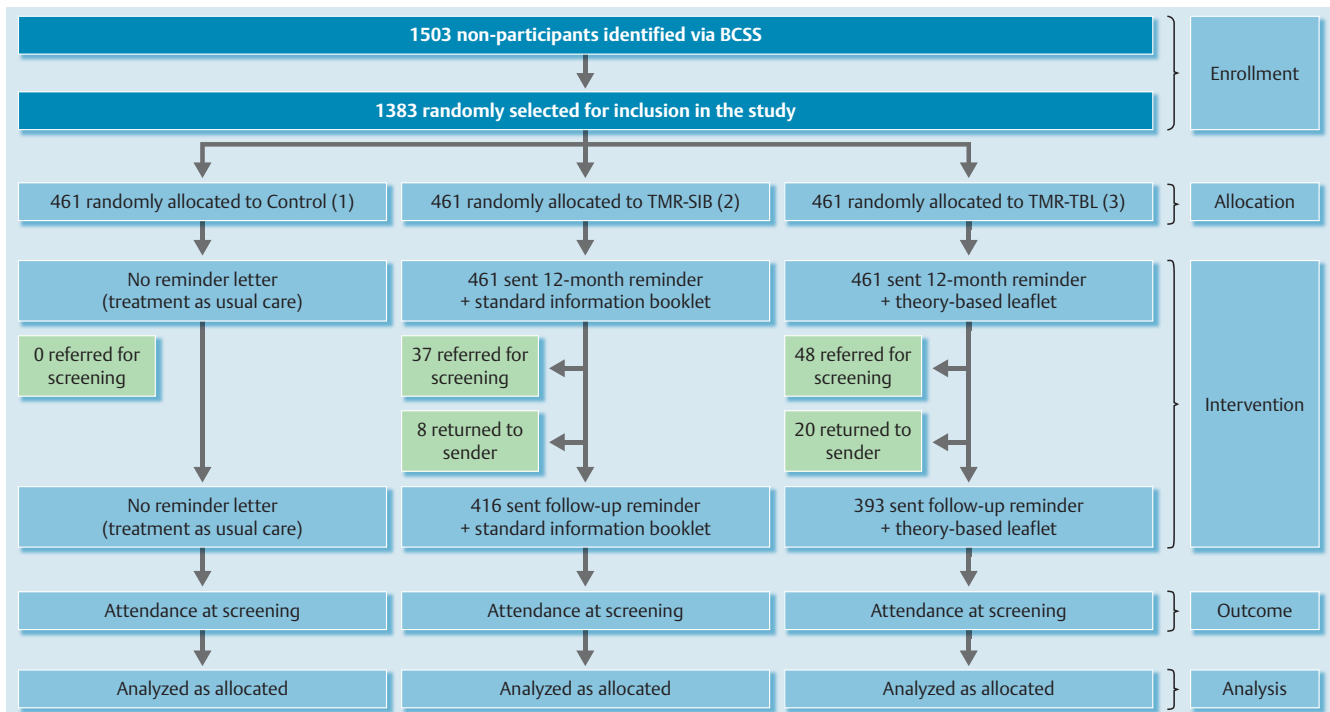 1503 non-participants identified via BCSS
Enrollment
1383 randomly selected for inclusion in the study
461 randomly allocated to Control (1)
461 randomly allocated to TMR-SIB (2)
461 randomly allocated to TMR-TBL (3)
Allocation
No reminder letter
(treatment as usual care)
461 sent 12-month reminder
+ standard information booklet
461 sent 12-month reminder
+ theory-based leaflet
0 referred for
screening
37 referred for
screening
48 referred for
screening
Intervention
8 returned to
sender
20 returned to
sender
No reminder letter
(treatment as usual care)
416 sent follow-up reminder
+ standard information booklet
393 sent follow-up reminder
+ theory-based leaflet
Attendance at screening
Attendance at screening
Attendance at screening
Outcome
Analyzed as allocated
Analyzed as allocated
Analyzed as allocated
Analysis